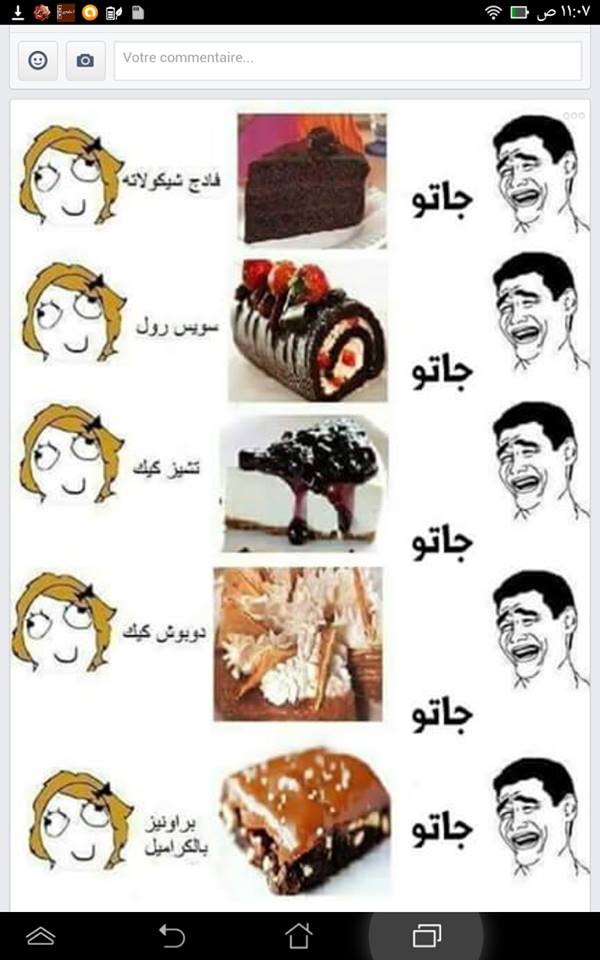 ١١:٠٧ ص
Votre commentaire...
فادج شيكولاته
جاتو
سويس رول
جاتو
تشيز كيك
جاتو
دوبوش كيك
جاتو
براونيز
بالكراميل
جاتو